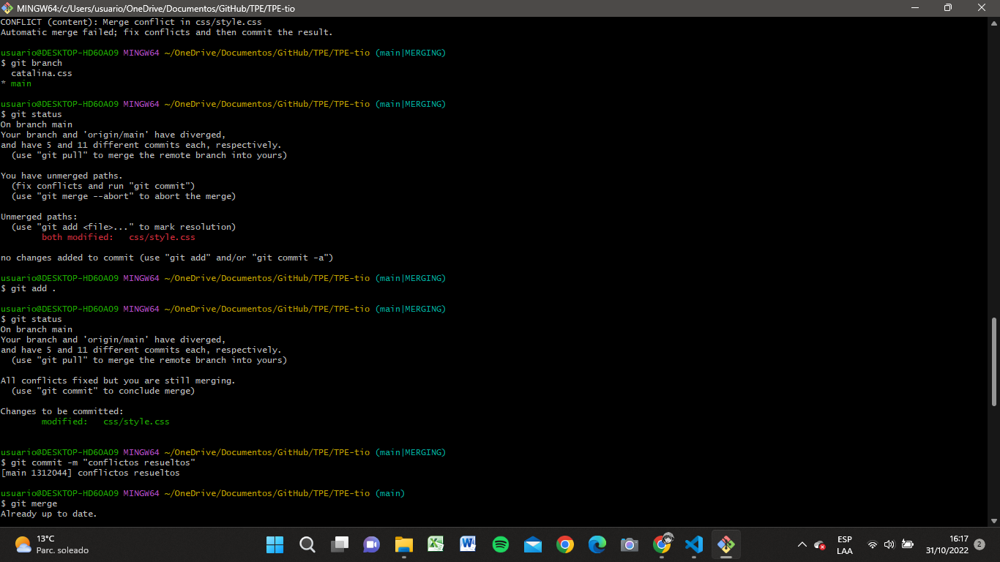 MINGW64:/c/Users/usuario/OneDrive/Documentos/GitHub/TPE/TPE-tio
CONFLICT (content): Merge conflict in css/style.css
Automatic merge failed; fix conflicts and then commit the result.
usuario@DESKTOP-HD6OAO9 MINGW64 ~/OneDrive/Documentos/GitHub/TPE/TPE-tio (main|MERGING)
$ git branch
catalina.css
* main
usuario@DESKTOP-HD6OAO9 MINGW64 ~/OneDrive/Documentos/GitHub/TPE/TPE-tio (main|MERGING)
$ git status
On branch main
Your branch and 'origin/main' have diverged,
and have 5 and 11 different commits each, respectively.
(use "git pull" to merge the remote branch into yours)
You have unmerged paths.
(fix conflicts and run "git commit")
(use "git merge --abort" to abort the merge)
Unmerged paths:
(use "git add <file>..." to mark resolution)
both modified:   css/style.css
no changes added to commit (use "git add" and/or "git commit -a")
usuario@DESKTOP-HD6OAO9 MINGW64 ~/OneDrive/Documentos/GitHub/TPE/TPE-tio (main|MERGING)
$ git add .
usuario@DESKTOP-HD6OAO9 MINGW64 ~/OneDrive/Documentos/GitHub/TPE/TPE-tio (main|MERGING)
$ git status
On branch main
Your branch and 'origin/main' have diverged,
and have 5 and 11 different commits each, respectively.
(use "git pull" to merge the remote branch into yours)
All conflicts fixed but you are still merging.
(use "git commit" to conclude merge)
Changes to be committed:
modified:   css/style.css
usuario@DESKTOP-HD6OAO9 MINGW64 ~/OneDrive/Documentos/GitHub/TPE/TPE-tio (main|MERGING)
$ git commit -m "conflictos resueltos"
[main 1312044] conflictos resueltos
usuario@DESKTOP-HD6OAO9 MINGW64 ~/OneDrive/Documentos/GitHub/TPE/TPE-tio (main)
$ git merge
Already up to date.
13°C
Parc. soleado
ESP
LAA
16:17
31/10/2022
2